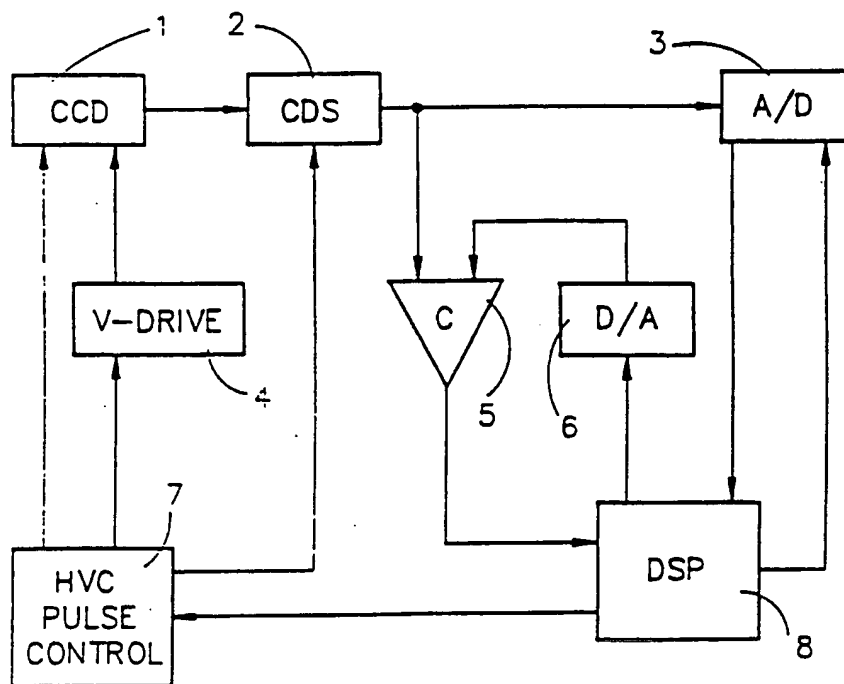 1
2
3
CCD
CDS
A/D
V-DRIVE
C
D/A
4
5
6
7
HVC
PULSE
CONTROL
DSP
8